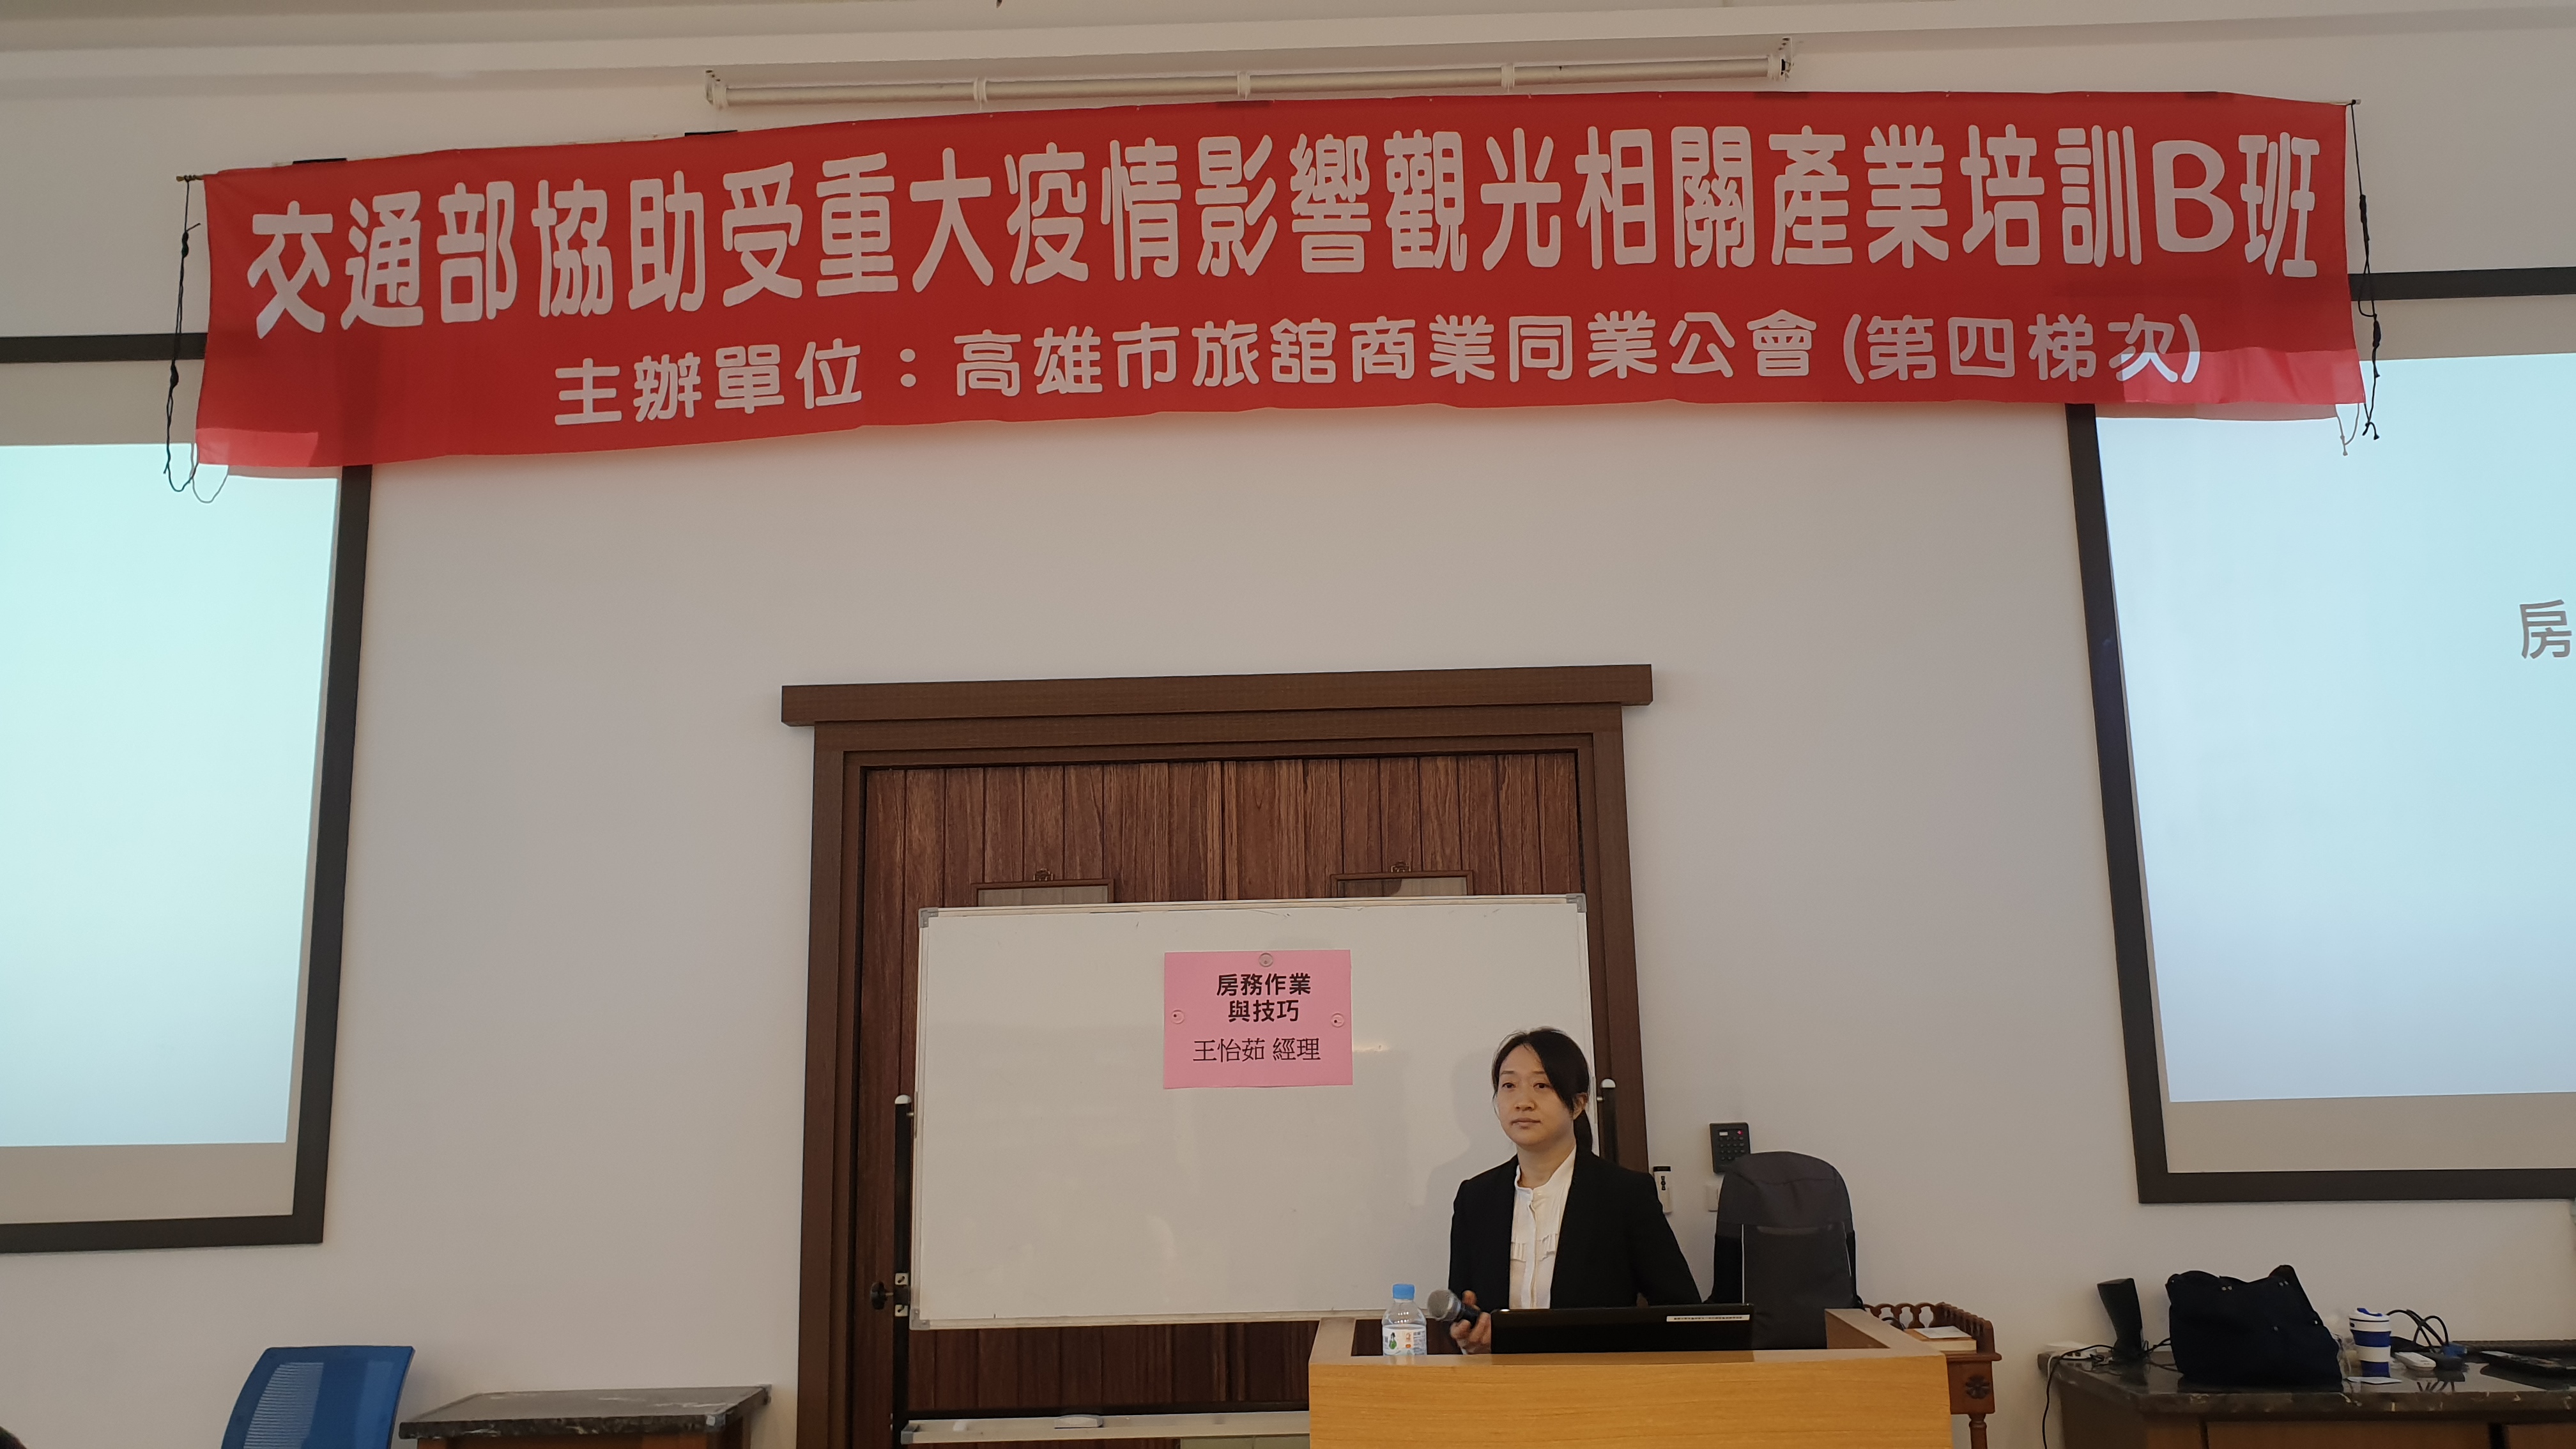 交通部協助受重大疫情影響觀光相關產業培訓B班
主辦單位：高雄市旅舘商業同業公會(第四梯次)
房
房務作業
與技巧
王怡茹 經理